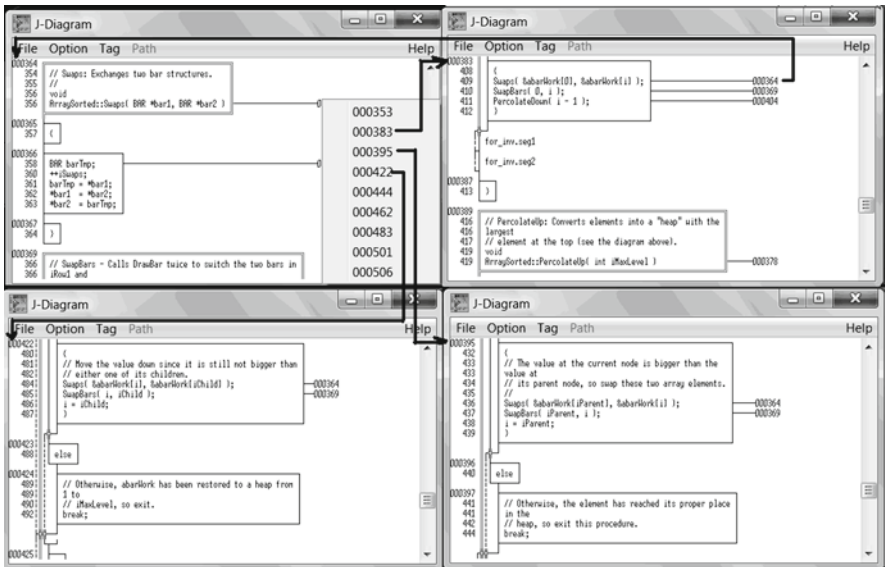 J-Diagram
File Option Tag Path Help
000364
354 // Swaps: Exchanges two bar structures.
355 //
356 void
356 ArraySorted::Swaps( BAR *bar1, BAR *bar2 )
000365
357 {
000366
358 BAR barTmp;
360 ++iSwaps;
361 barTmp = *bar1;
362 *bar1 = *bar2;
363 *bar2 = barTmp;
000367
364 }
000369
366 // SwapBars - Calls DrawBar twice to switch the two bars in
366 iRow1 and
000353
000383
000395
000422
000444
000462
000483
000501
000506
J-Diagram
File Option Tag Path Help
000383
408 {
409 Swaps( &abarWork[0], &abarWork[i] ); 000364
410 SwapBars( 0, i ); 000369
411 PercolateDown( i - 1 ); 000404
412 }
for_inv.seg1
for_inv.seg2
000387
413 }
000389
416 // PercolateUp: Converts elements into a "heap" with the
416 largest
417 // element at the top (see the diagram above).
419 void
419 ArraySorted::PercolateUp( int iMaxLevel ) 000378
J-Diagram
File Option Tag Path Help
000422
480 {
481 // Move the value down since it is still not bigger than
482 // either one of its children.
484 Swaps( &abarWork[i], &abarWork[iChild] ); 000364
485 SwapBars( i, iChild ); 000369
486 i = iChild;
487 }
000423
488 else
000424
489 // Otherwise, abarWork has been restored to a heap from
489 1 to
490 // iMaxLevel, so exit.
492 break;
000425
J-Diagram
File Option Tag Path Help
000395
432 {
433 // The value at the current node is bigger than the
433 value at
434 // its parent node, so swap these two array elements.
435 //
436 Swaps( &abarWork[iParent], &abarWork[i] ); 000364
437 SwapBars( iParent, i ); 000369
438 i = iParent;
439 }
000396
440 else
000397
441 // Otherwise, the element has reached its proper place
441 in the
442 // heap, so exit this procedure.
444 break;